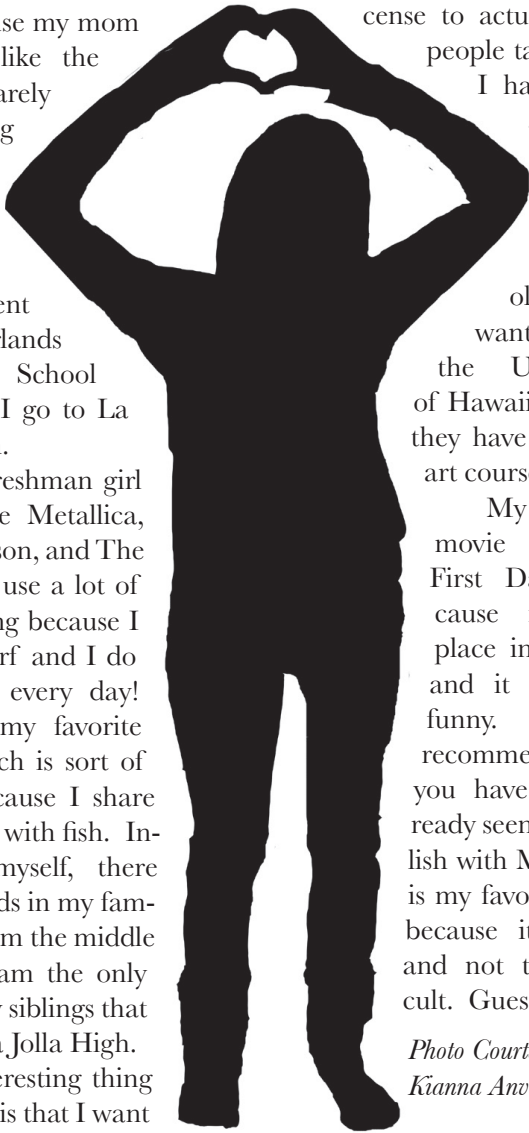 se my mom
like the
arely
g
ent
lands
School
I go to La
reshman girl
e Metallica,
son, and The
use a lot of
ng because I
rf and I do
every day!
my favorite
ch is sort of
cause I share
with fish. In-
myself, there
ds in my fam-
m the middle
am the only
y siblings that
a Jolla High.
eresting thing
is that I want
cense to actu
people ta
I ha
ol
want
the U
of Hawaii
they have
art cours
My
movie
First D
cause
place in
and it
funny.
recomme
you have
ready seen
lish with M
is my favo
because it
and not t
cult. Gues
Photo Court
Kianna Anv